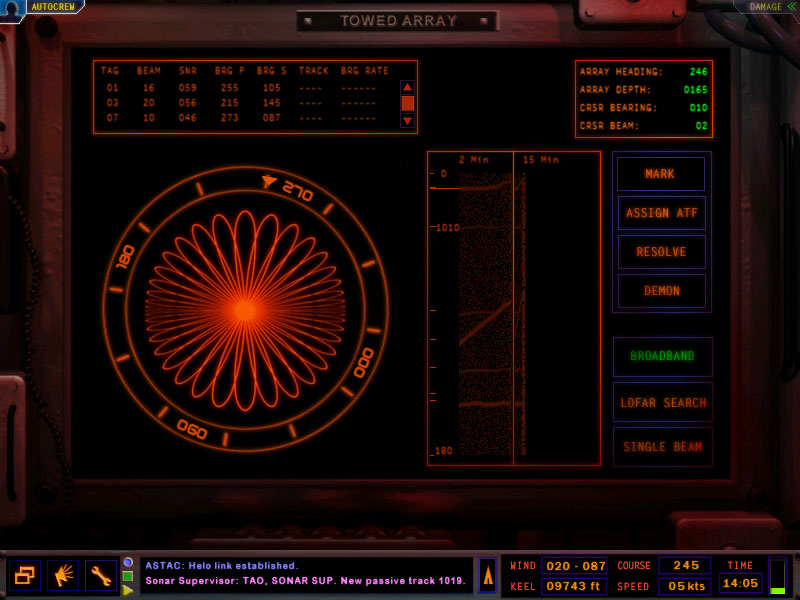 AUTOCREW
TOWED ARRAY
DAMAGE
TAG BEAM SNR BRG P BRG S TRACK BRG RATE
01 16 059 255 105 ---- ------
03 20 056 215 145 ---- ------
07 10 046 273 087 ---- ------
ARRAY HEADING: 246
ARRAY DEPTH: 0165
CRSR BEARING: 010
CRSR BEAM: 02
270
180
000
090
2 Min 15 Min
0
1010
180
MARK
ASSIGN ATF
RESOLVE
DEMON
BROADBAND
LOFAR SEARCH
SINGLE BEAM
ASTAC: Helo link established.
Sonar Supervisor: TAO, SONAR SUP. New passive track 1019.
WIND 020 - 087 COURSE 245 TIME
KEEL 09743 ft SPEED 05 kts 14:05